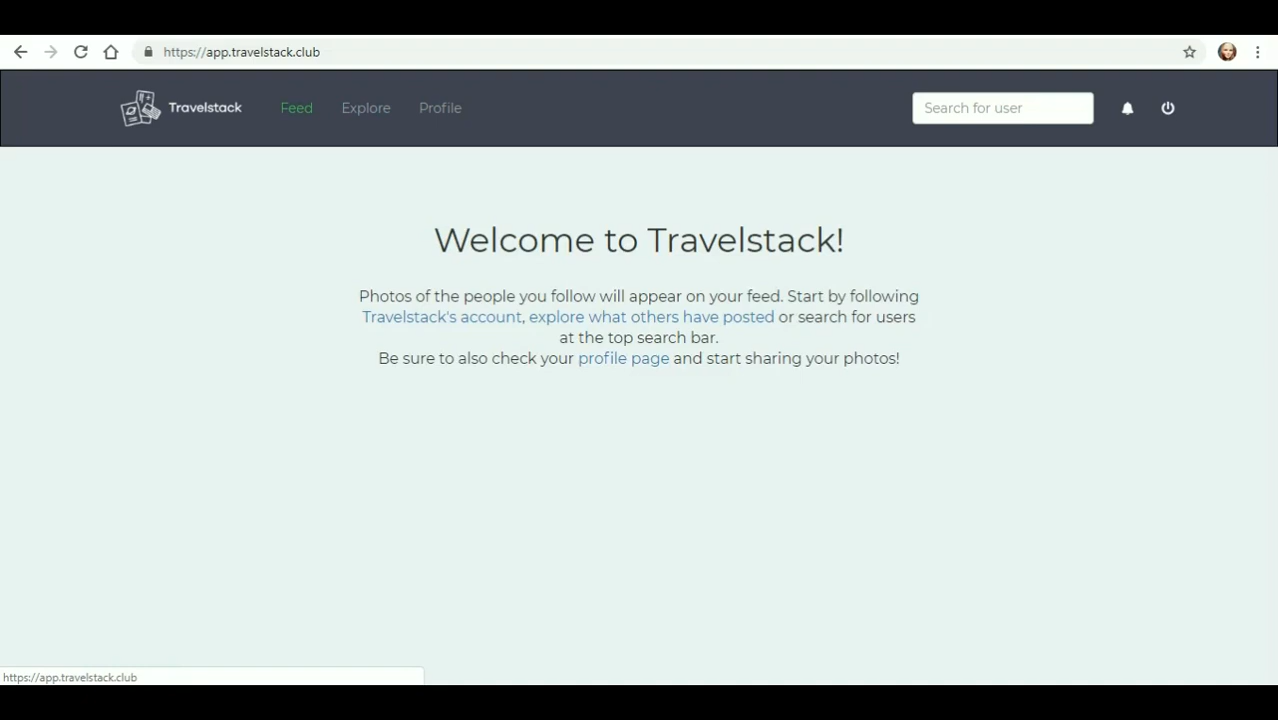 https://app.travelstack.club
Travelstack Feed Explore Profile Search for user
Welcome to Travelstack!
Photos of the people you follow will appear on your feed. Start by following
Travelstack's account, explore what others have posted or search for users
at the top search bar.
Be sure to also check your profile page and start sharing your photos!
https://app.travelstack.club